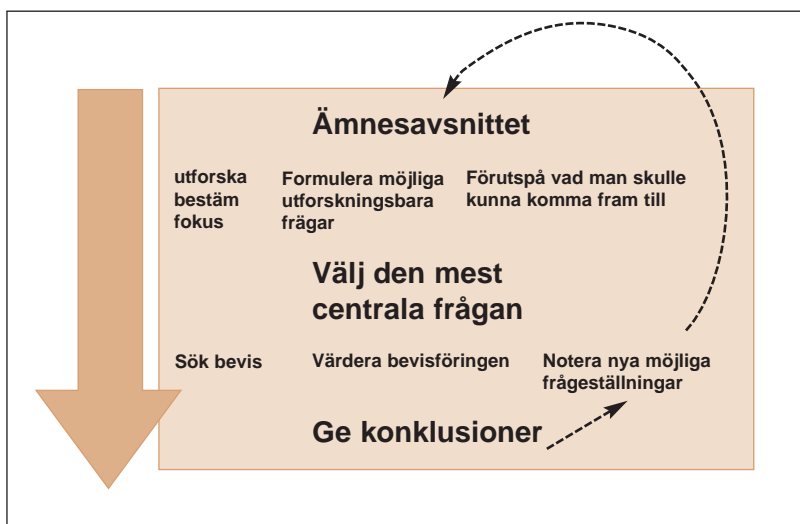 Ämnesavsnittet
utforska
bestäm
fokus
Formulera möjliga
utforskningsbara
frägar
Förutspå vad man skulle
kunna komma fram till
Välj den mest
centrala frågan
Sök bevis
Värdera bevisföringen
Notera nya möjliga
frågeställningar
Ge konklusioner